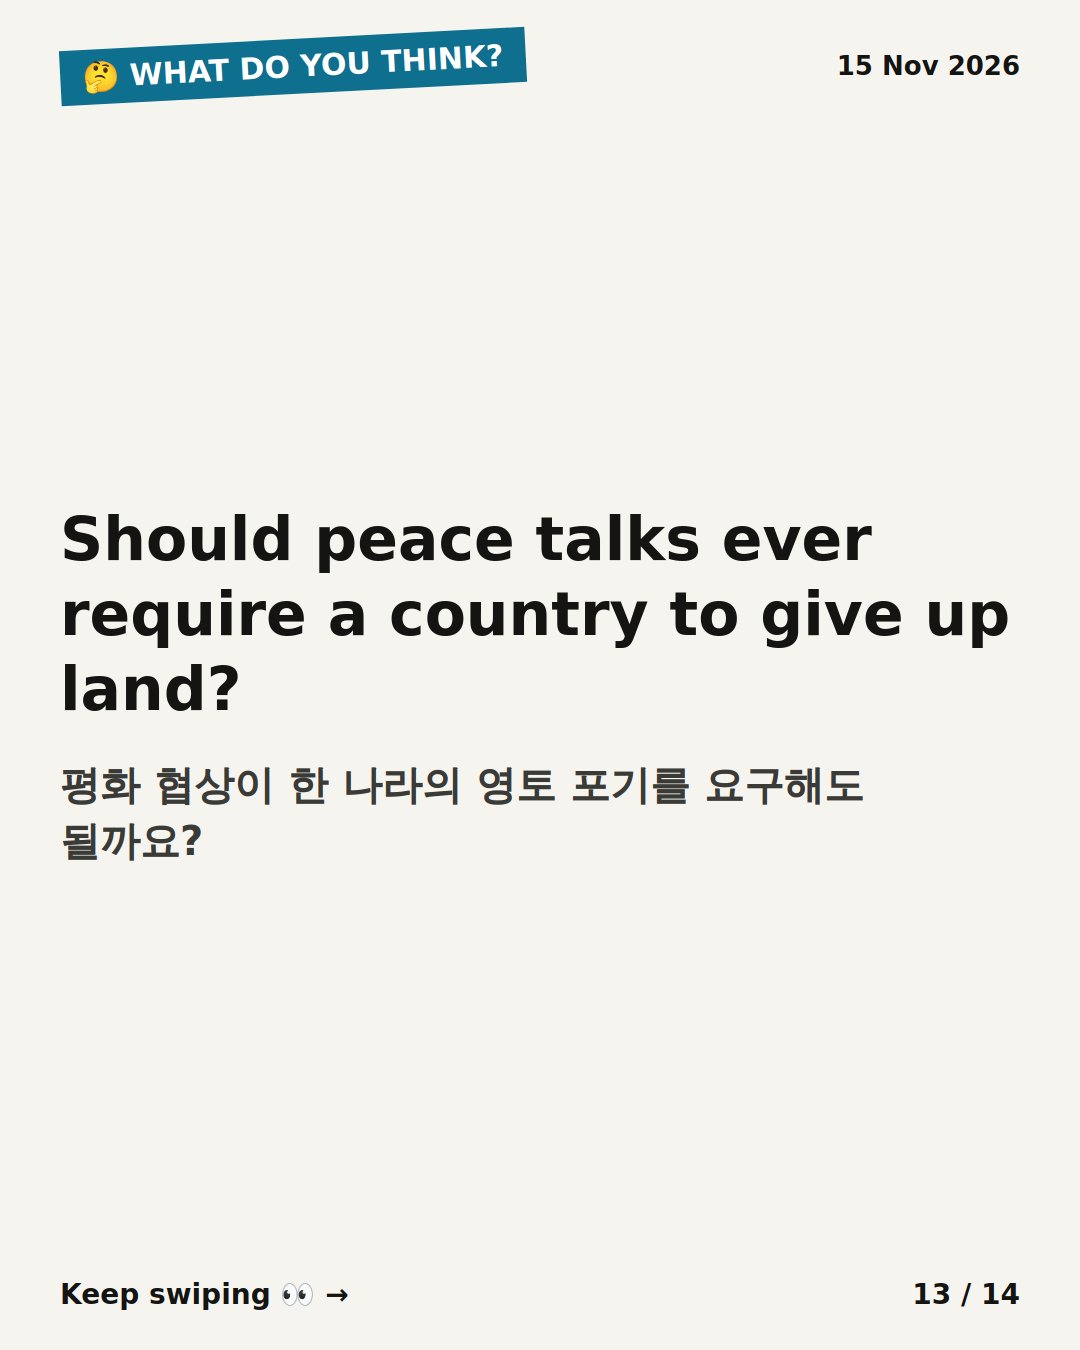 🤔 WHAT DO YOU THINK?
15 Nov 2026
Should peace talks ever
require a country to give up
land?
평화 협상이 한 나라의 영토 포기를 요구해도
될까요?
Keep swiping 👀 →
13 / 14